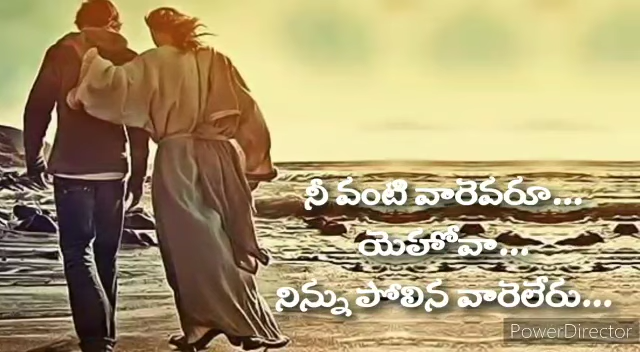 నీ వంటి వారెవరూ...
యెహోవా...
నిన్ను పోలిన వారెలేరు...
PowerDirector